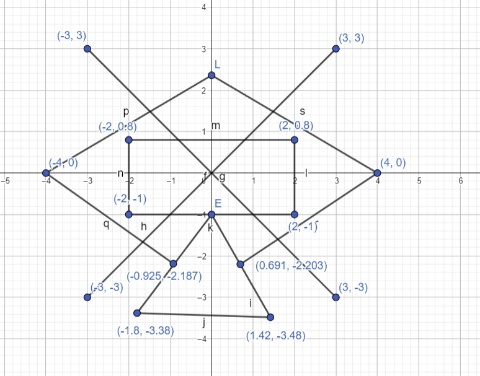 4
(-3, 3)
(3, 3)
3
L
2
p
s
(-2, 0.8)
m
(2, 0.8)
1
(-4, 0)
n
g
l
(4, 0)
-5 -4 -3 -2 -1 0 1 2 3 4 5 6
(-2, -1)
E
-1
q
h
k
(2, -1)
-2
(-0.925, -2.187)
(0.691, -2.203)
(-3, -3)
(3, -3)
-3
i
j
(-1.8, -3.38)
(1.42, -3.48)
-4